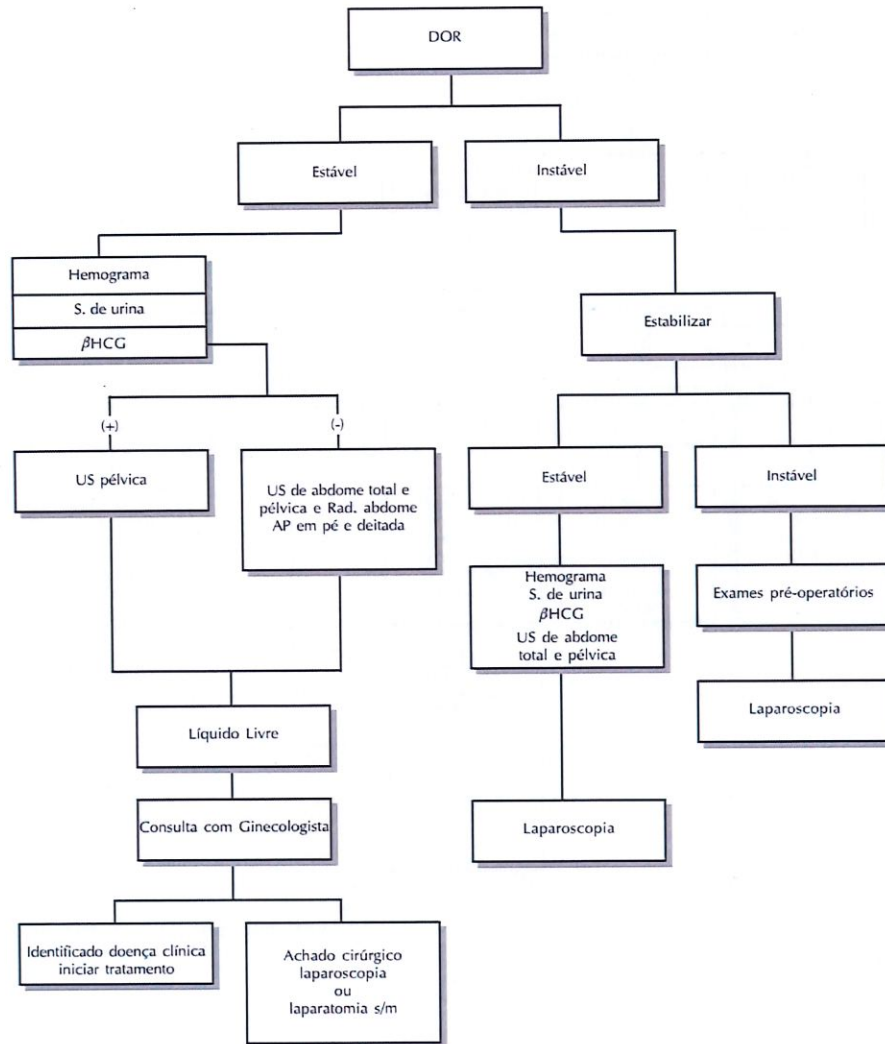 DOR
Estável
Instável
Hemograma
S. de urina
βHCG
Estabilizar
(+)
(-)
US pélvica
US de abdome total e
pélvica e Rad. abdome
AP em pé e deitada
Estável
Instável
Hemograma
S. de urina
βHCG
US de abdome
total e pélvica
Exames pré-operatórios
Laparoscopia
Líquido Livre
Consulta com Ginecologista
Laparoscopia
Identificado doença clínica
iniciar tratamento
Achado cirúrgico
laparoscopia
ou
laparatomia s/m